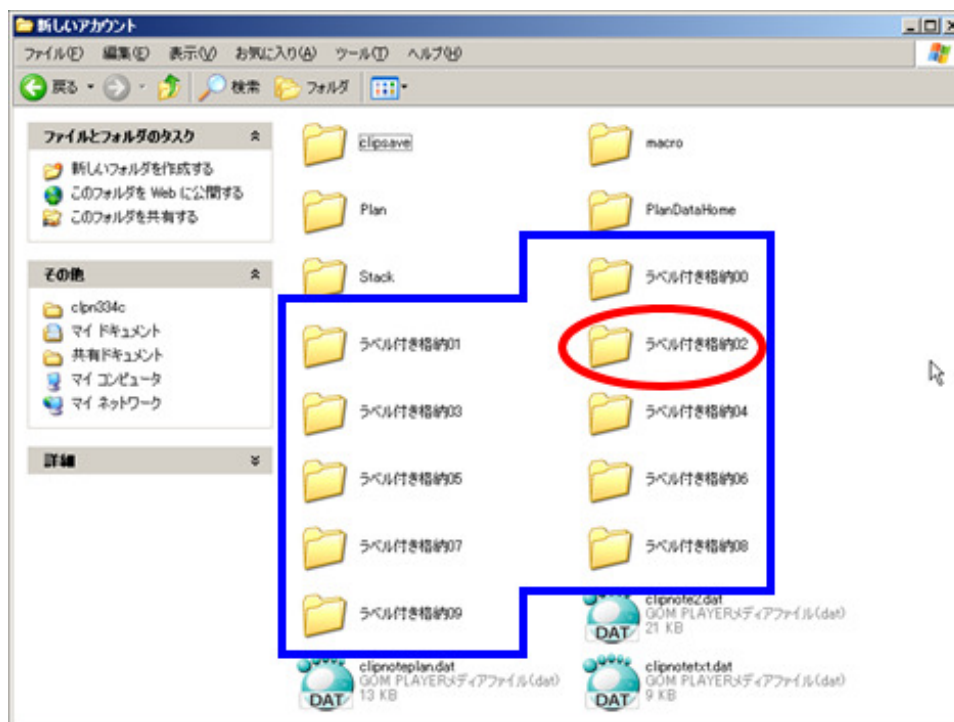 新しいアカウント
ファイル(F) 編集(E) 表示(V) お気に入り(A) ツール(T) ヘルプ(H)
戻る 検索 フォルダ
ファイルとフォルダのタスク
新しいフォルダを作成する
このフォルダを Web に公開する
このフォルダを共有する
その他
clpn334c
マイ ドキュメント
共有ドキュメント
マイ コンピュータ
マイ ネットワーク
詳細
clipsave
macro
Plan
PlanDataHome
Stack
ラベル付き格納00
ラベル付き格納01
ラベル付き格納02
ラベル付き格納03
ラベル付き格納04
ラベル付き格納05
ラベル付き格納06
ラベル付き格納07
ラベル付き格納08
ラベル付き格納09
DAT
clipnote2.dat
GOM PLAYERメディアファイル(dat)
21 KB
DAT
clipnoteplan.dat
GOM PLAYERメディアファイル(dat)
13 KB
DAT
clipnotetxt.dat
GOM PLAYERメディアファイル(dat)
9 KB